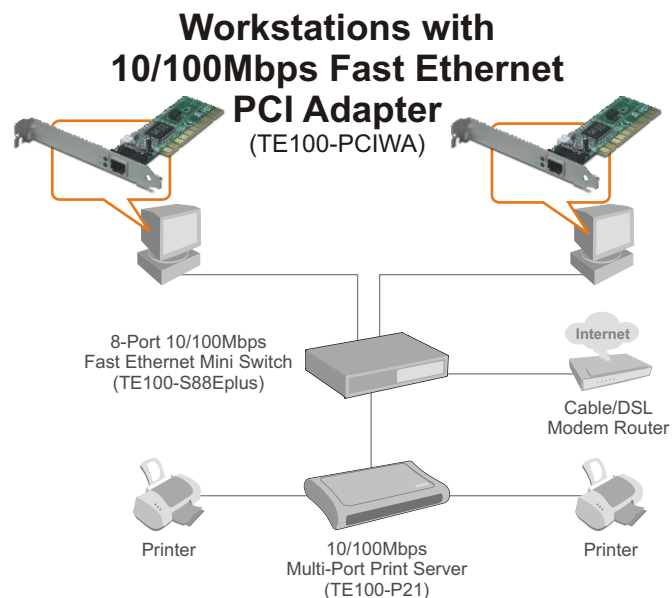 Workstations with
10/100Mbps Fast Ethernet
PCI Adapter
(TE100-PCIWA)
8-Port 10/100Mbps
Fast Ethernet Mini Switch
(TE100-S88Eplus)
Internet
Cable/DSL
Modem Router
Printer
10/100Mbps
Multi-Port Print Server
(TE100-P21)
Printer